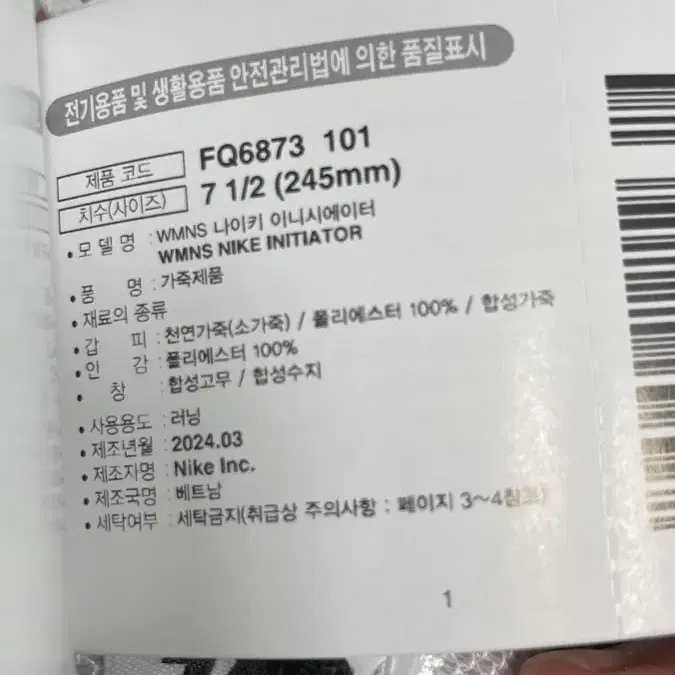 전기용품 및 생활용품 안전관리법에 의한 품질표시
제품 코드 FQ6873 101
치수(사이즈) 7 1/2 (245mm)
• 모 델 명 : WMNS 나이키 이니시에이터
WMNS NIKE INITIATOR
• 품 명 : 가죽제품
• 재료의 종류
• 갑 피 : 천연가죽(소가죽) / 폴리에스터 100% / 합성가죽
• 안 감 : 폴리에스터 100%
• 창 : 합성고무 / 합성수지
• 사용용도 : 러닝
• 제조년월 : 2024.03
• 제조자명 : Nike Inc.
• 제조국명 : 베트남
• 세탁여부 : 세탁금지(취급상 주의사항 : 페이지 3~4참조)
1